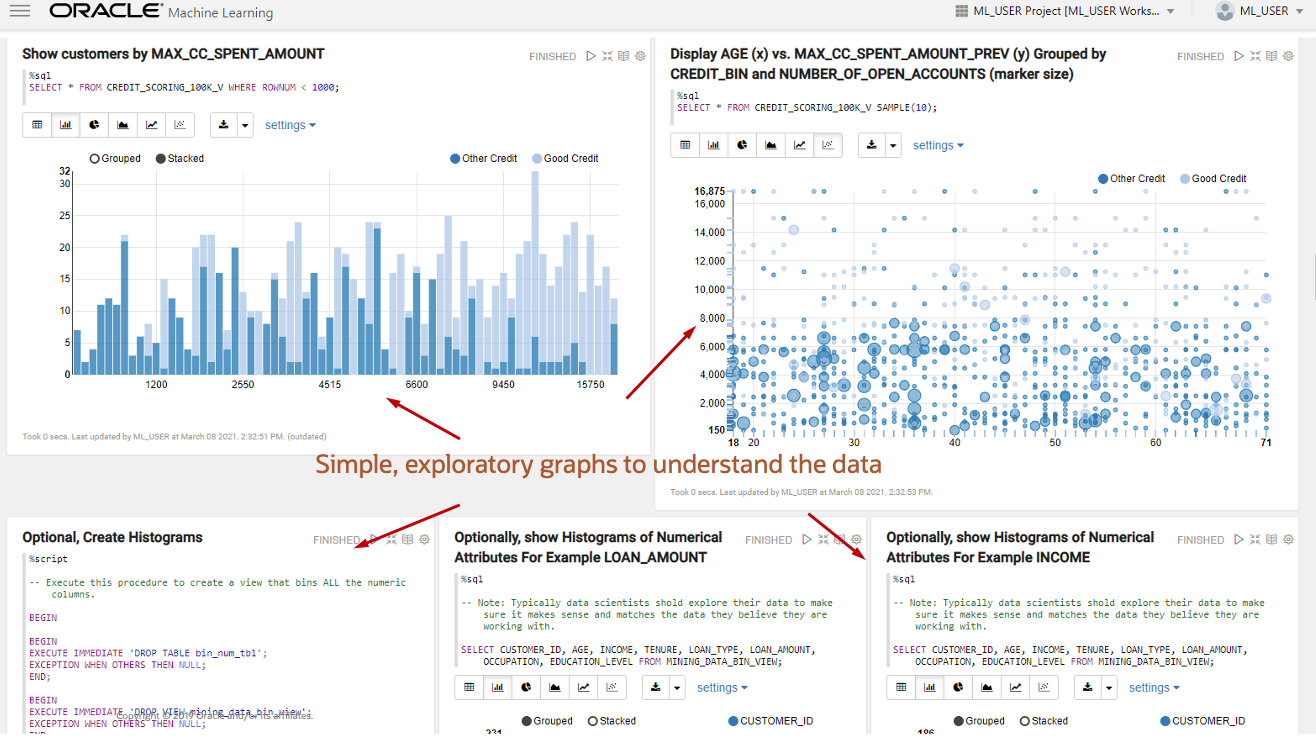 ORACLE Machine Learning
ML_USER Project [ML_USER Works...
ML_USER
Show customers by MAX_CC_SPENT_AMOUNT
FINISHED
%sql
SELECT * FROM CREDIT_SCORING_100K_V WHERE ROWNUM < 1000;
settings
Grouped Stacked
Other Credit Good Credit
32
30
25
20
15
10
5
0
1200 2550 4515 6600 9450 15750
Took 0 secs. Last updated by ML_USER at March 08 2021, 2:32:51 PM. (outdated)
Display AGE (x) vs. MAX_CC_SPENT_AMOUNT_PREV (y) Grouped by
CREDIT_BIN and NUMBER_OF_OPEN_ACCOUNTS (marker size)
FINISHED
%sql
SELECT * FROM CREDIT_SCORING_100K_V SAMPLE(10);
settings
Other Credit Good Credit
16,875
16,000
14,000
12,000
10,000
8,000
6,000
4,000
2,000
150
18 20 30 40 50 60 71
Took 0 secs. Last updated by ML_USER at March 08 2021, 2:32:53 PM.
Simple, exploratory graphs to understand the data
Optional, Create Histograms
FINISHED
%script
-- Execute this procedure to create a view that bins ALL the numeric
columns.
BEGIN
BEGIN
EXECUTE IMMEDIATE 'DROP TABLE bin_num_tbl';
EXCEPTION WHEN OTHERS THEN NULL;
END;
BEGIN
EXECUTE IMMEDIATE 'DROP VIEW mining_data_bin_view';
Copyright © 2019 Oracle and/or its affiliates.
EXCEPTION WHEN OTHERS THEN NULL;
Optionally, show Histograms of Numerical
Attributes For Example LOAN_AMOUNT
FINISHED
%sql
-- Note: Typically data scientists shold explore their data to make
sure it makes sense and matches the data they believe they are
working with.
SELECT CUSTOMER_ID, AGE, INCOME, TENURE, LOAN_TYPE, LOAN_AMOUNT,
OCCUPATION, EDUCATION_LEVEL FROM MINING_DATA_BIN_VIEW;
settings
Grouped Stacked
CUSTOMER_ID
231
Optionally, show Histograms of Numerical
Attributes For Example INCOME
FINISHED
%sql
-- Note: Typically data scientists shold explore their data to make
sure it makes sense and matches the data they believe they are
working with.
SELECT CUSTOMER_ID, AGE, INCOME, TENURE, LOAN_TYPE, LOAN_AMOUNT,
OCCUPATION, EDUCATION_LEVEL FROM MINING_DATA_BIN_VIEW;
settings
Grouped Stacked
CUSTOMER_ID
186